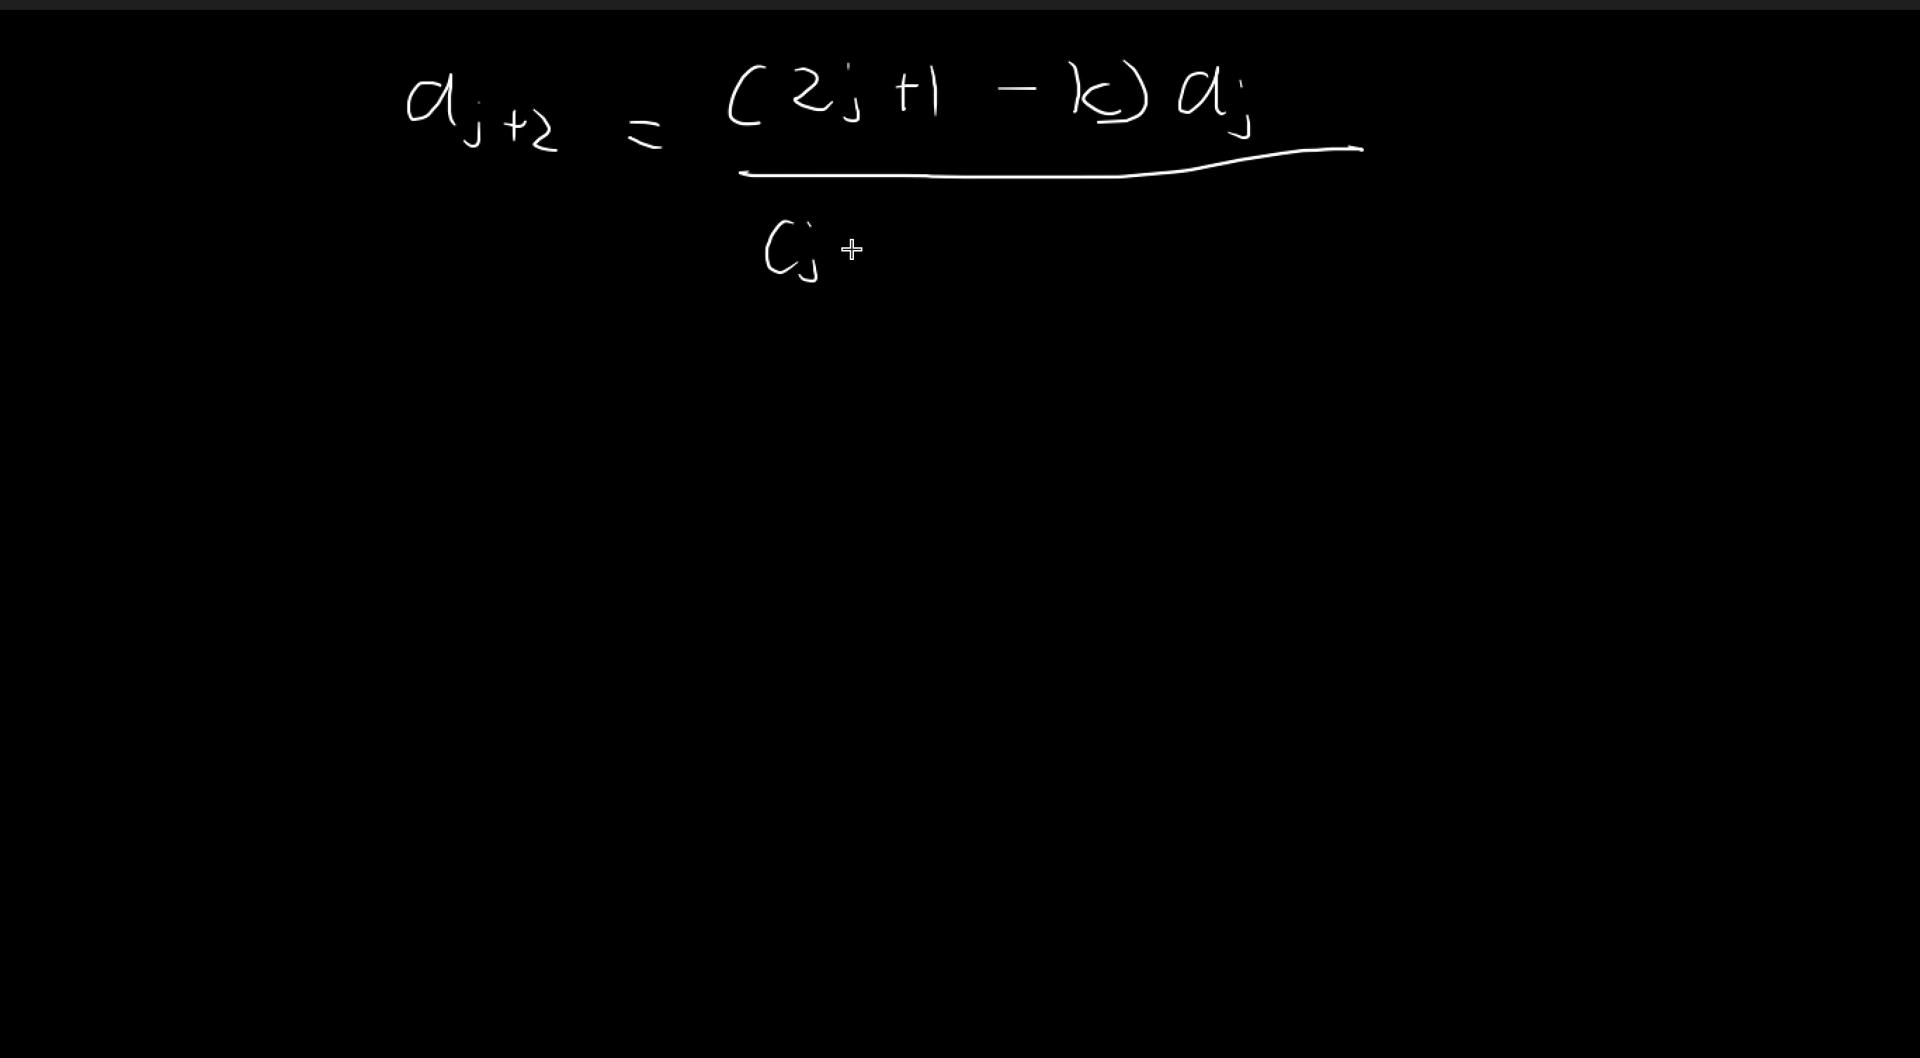 a_{j+2} = (2j + 1 - k) a_j
(j